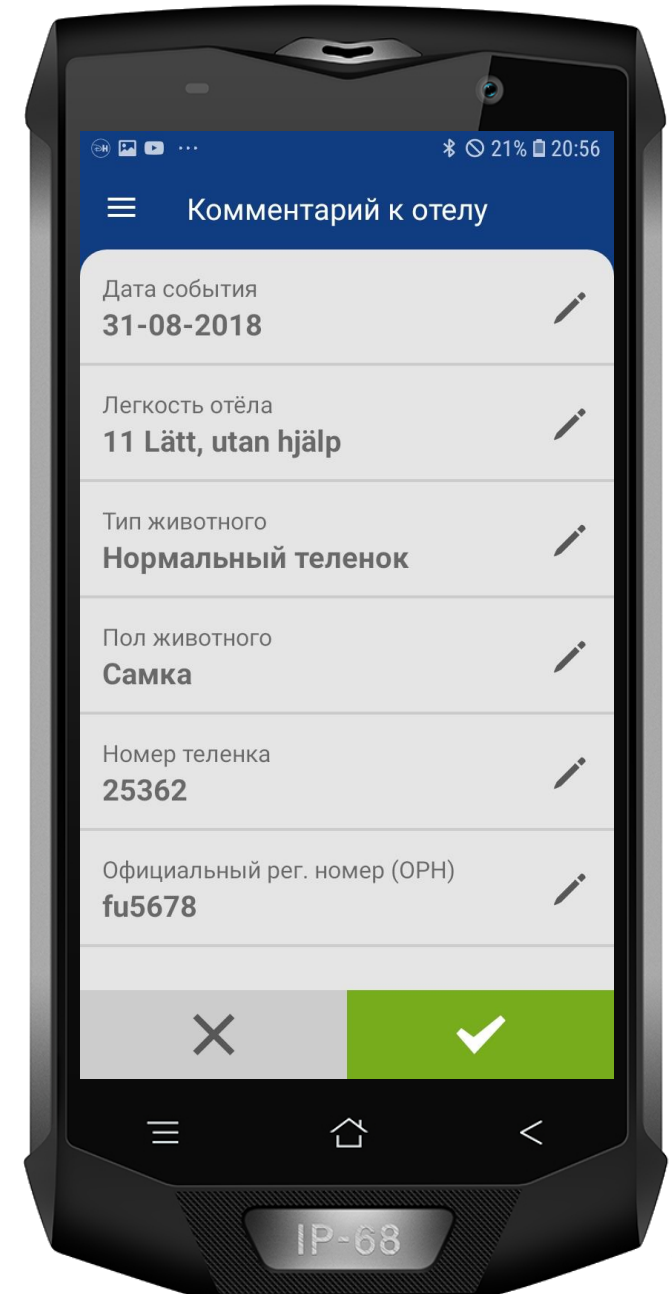 21% 20:56
Комментарий к отелу
Дата события
31-08-2018
Легкость отёла
11 Lätt, utan hjälp
Тип животного
Нормальный теленок
Пол животного
Самка
Номер теленка
25362
Официальный рег. номер (ОРН)
fu5678
IP-68